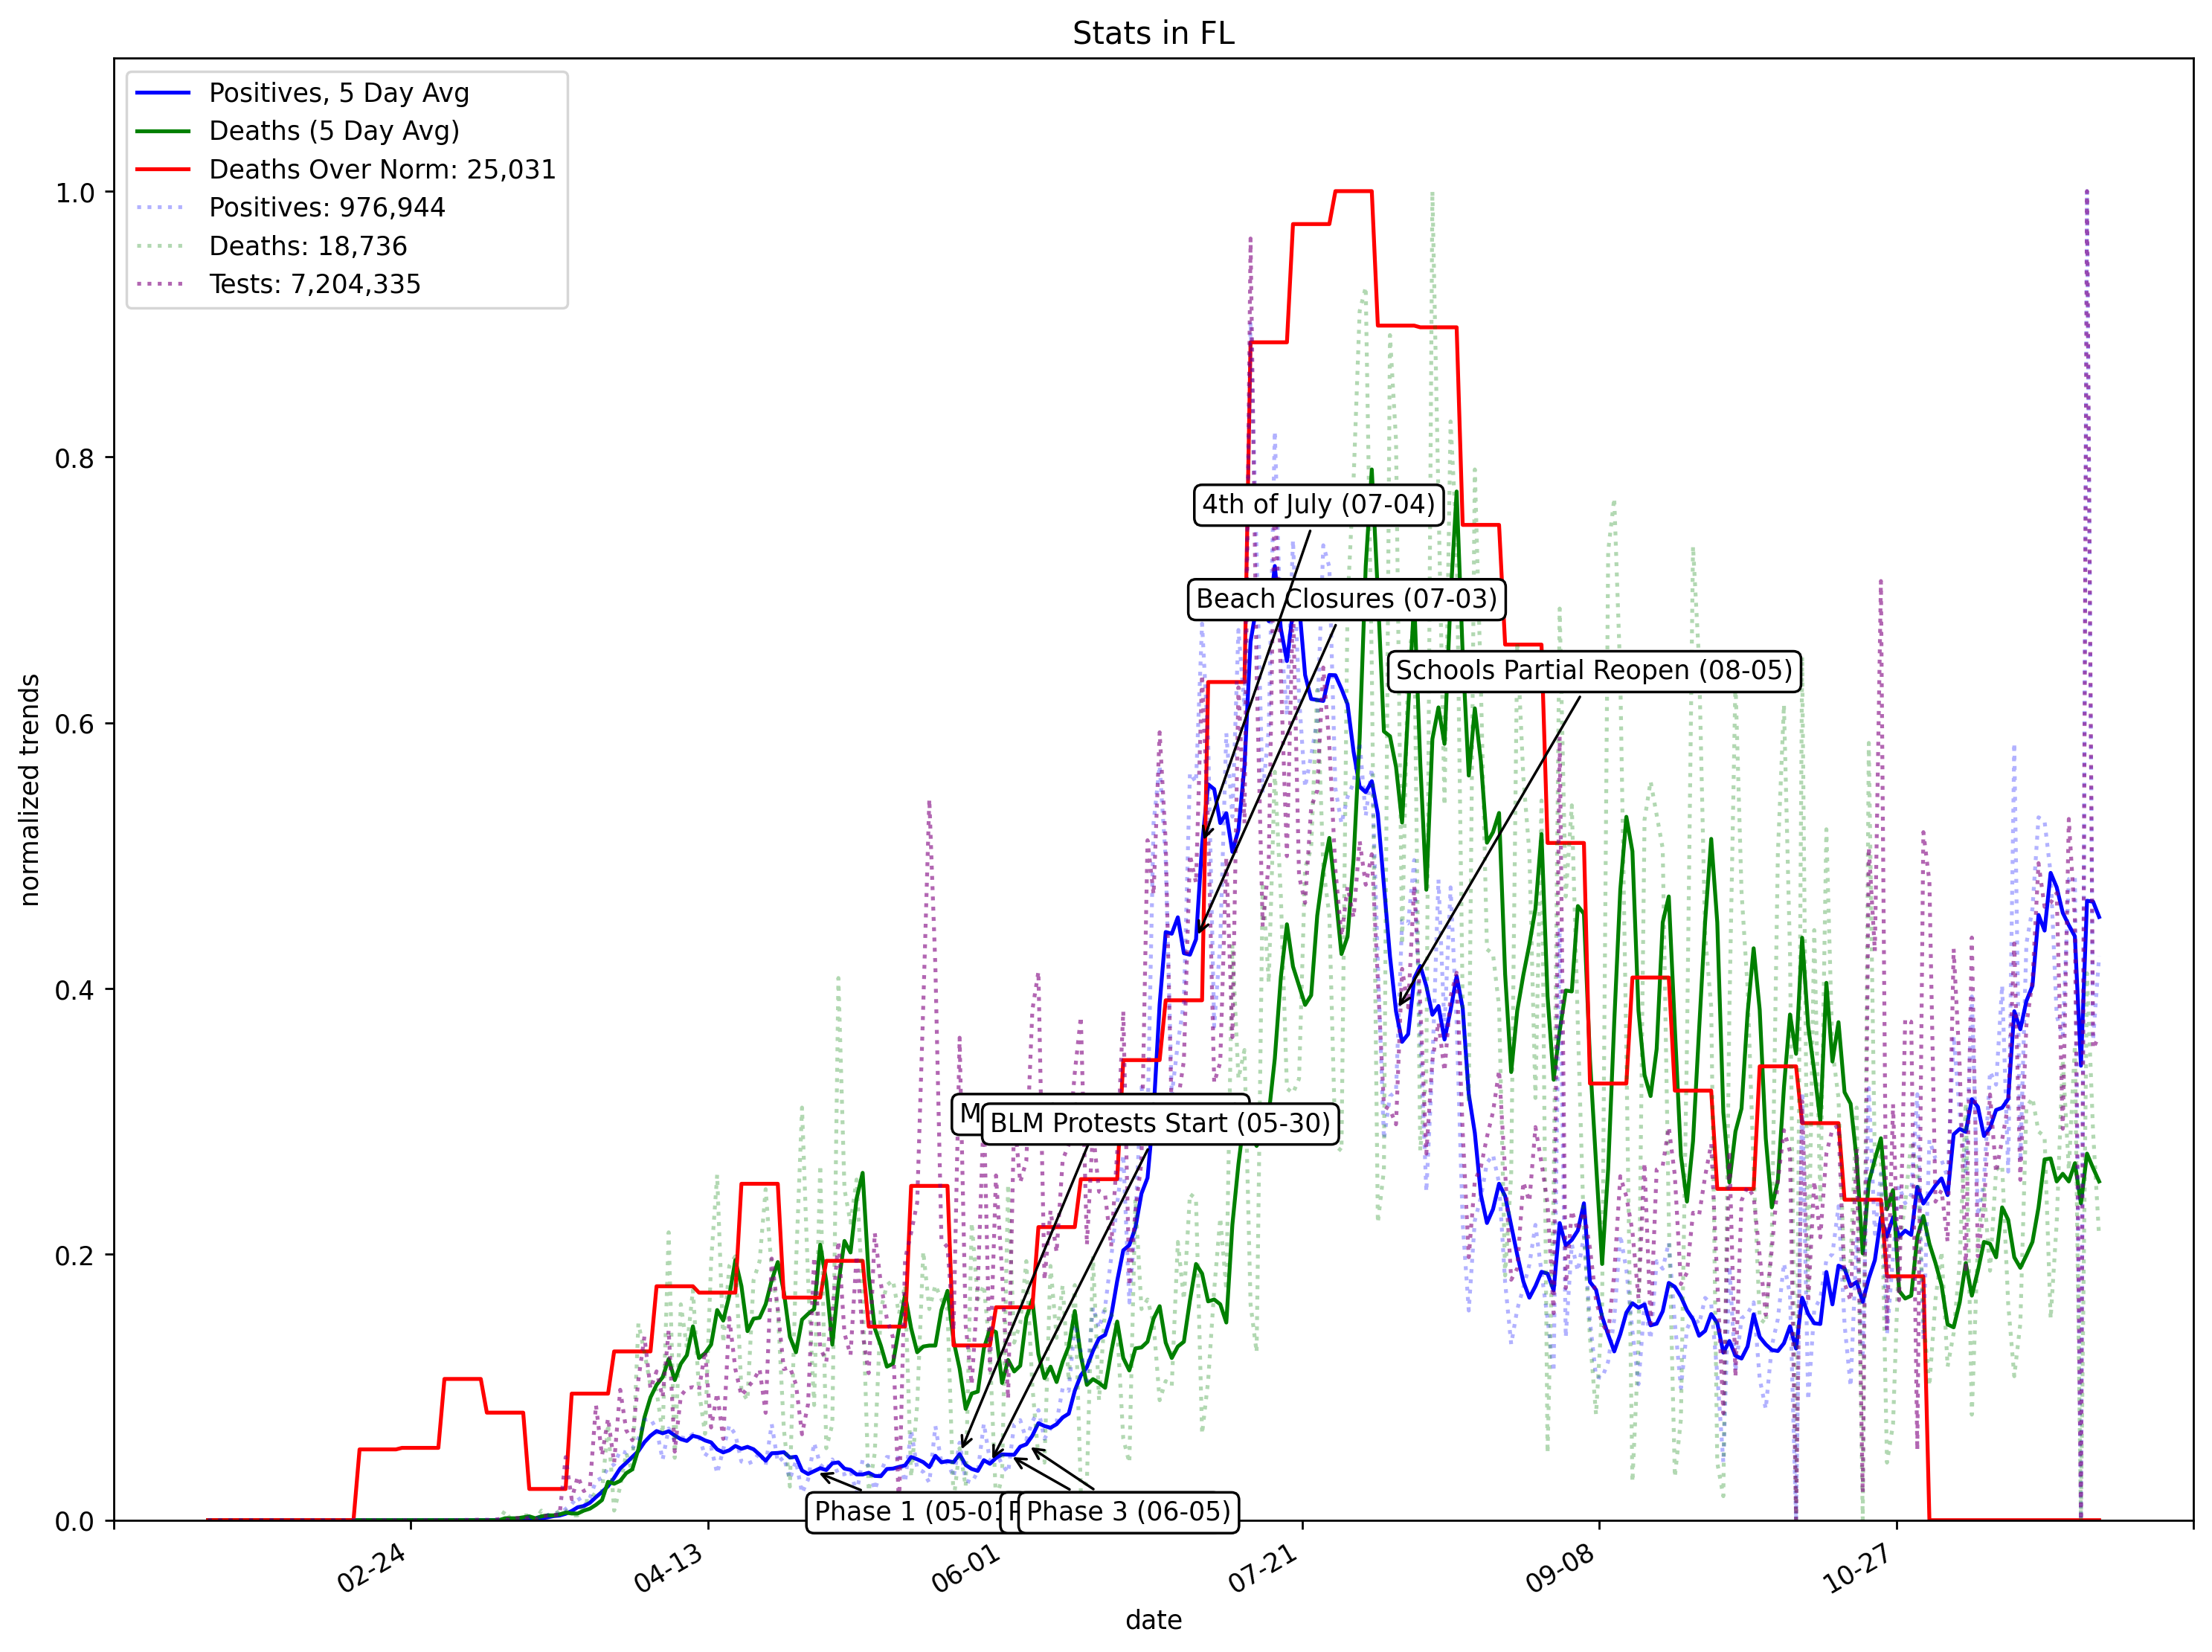 Stats in FL
Positives, 5 Day Avg
Deaths (5 Day Avg)
Deaths Over Norm: 25,031
Positives: 976,944
Deaths: 18,736
Tests: 7,204,335
1.0
0.8
0.6
0.4
0.2
0.0
normalized trends
4th of July (07-04)
Beach Closures (07-03)
Schools Partial Reopen (08-05)
BLM Protests Start (05-30)
Phase 1 (05-01
Phase 3 (06-05)
02-24
04-13
06-01
07-21
09-08
10-27
date